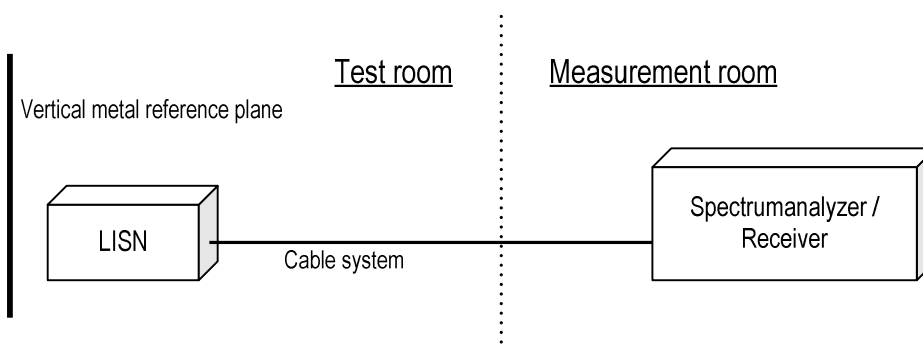 Test room
Measurement room
Vertical metal reference plane
LISN
Cable system
Spectrumanalyzer /
Receiver